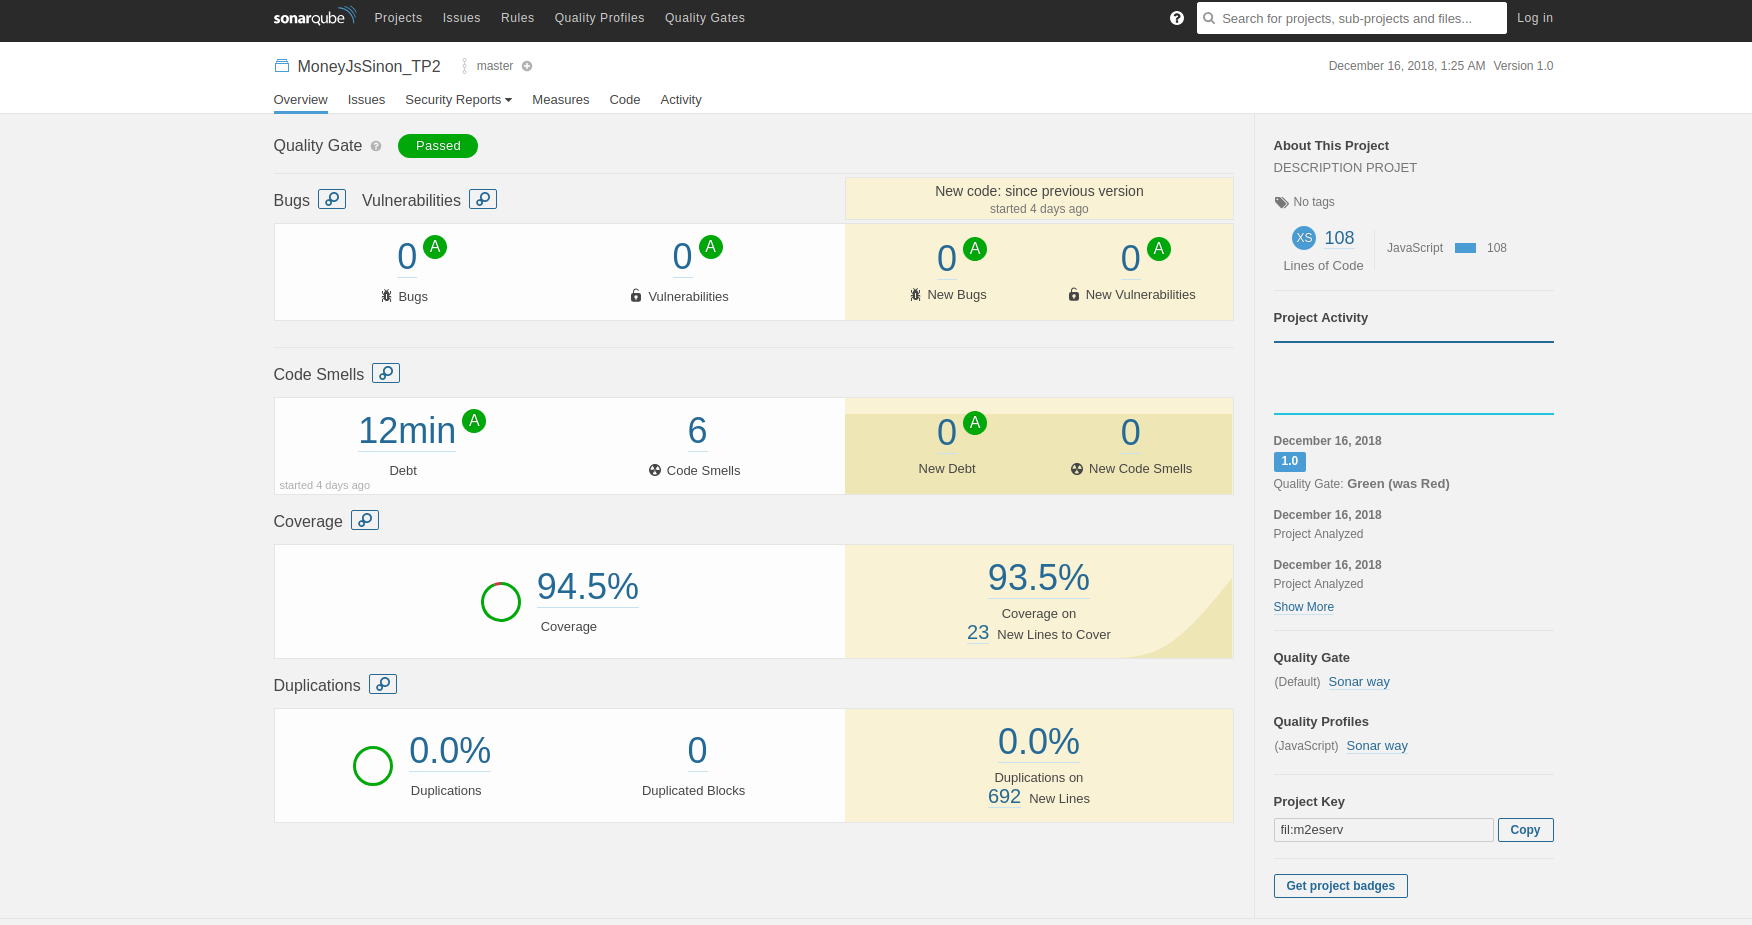 sonarqube Projects Issues Rules Quality Profiles Quality Gates ? Search for projects, sub-projects and files... Log in
MoneyJsSinon_TP2 master December 16, 2018, 1:25 AM Version 1.0
Overview Issues Security Reports Measures Code Activity
Quality Gate ? Passed
Bugs Vulnerabilities
New code: since previous version
started 4 days ago
0 A 0 A 0 A 0 A
Bugs Vulnerabilities New Bugs New Vulnerabilities
Code Smells
12min A 6 0 A 0
Debt Code Smells New Debt New Code Smells
started 4 days ago
Coverage
94.5% 93.5%
Coverage Coverage on
23 New Lines to Cover
Duplications
0.0% 0 0.0%
Duplications Duplicated Blocks Duplications on
692 New Lines
About This Project
DESCRIPTION PROJET
No tags
XS 108 JavaScript 108
Lines of Code
Project Activity
December 16, 2018
1.0
Quality Gate: Green (was Red)
December 16, 2018
Project Analyzed
December 16, 2018
Project Analyzed
Show More
Quality Gate
(Default) Sonar way
Quality Profiles
(JavaScript) Sonar way
Project Key
fil:m2eserv Copy
Get project badges